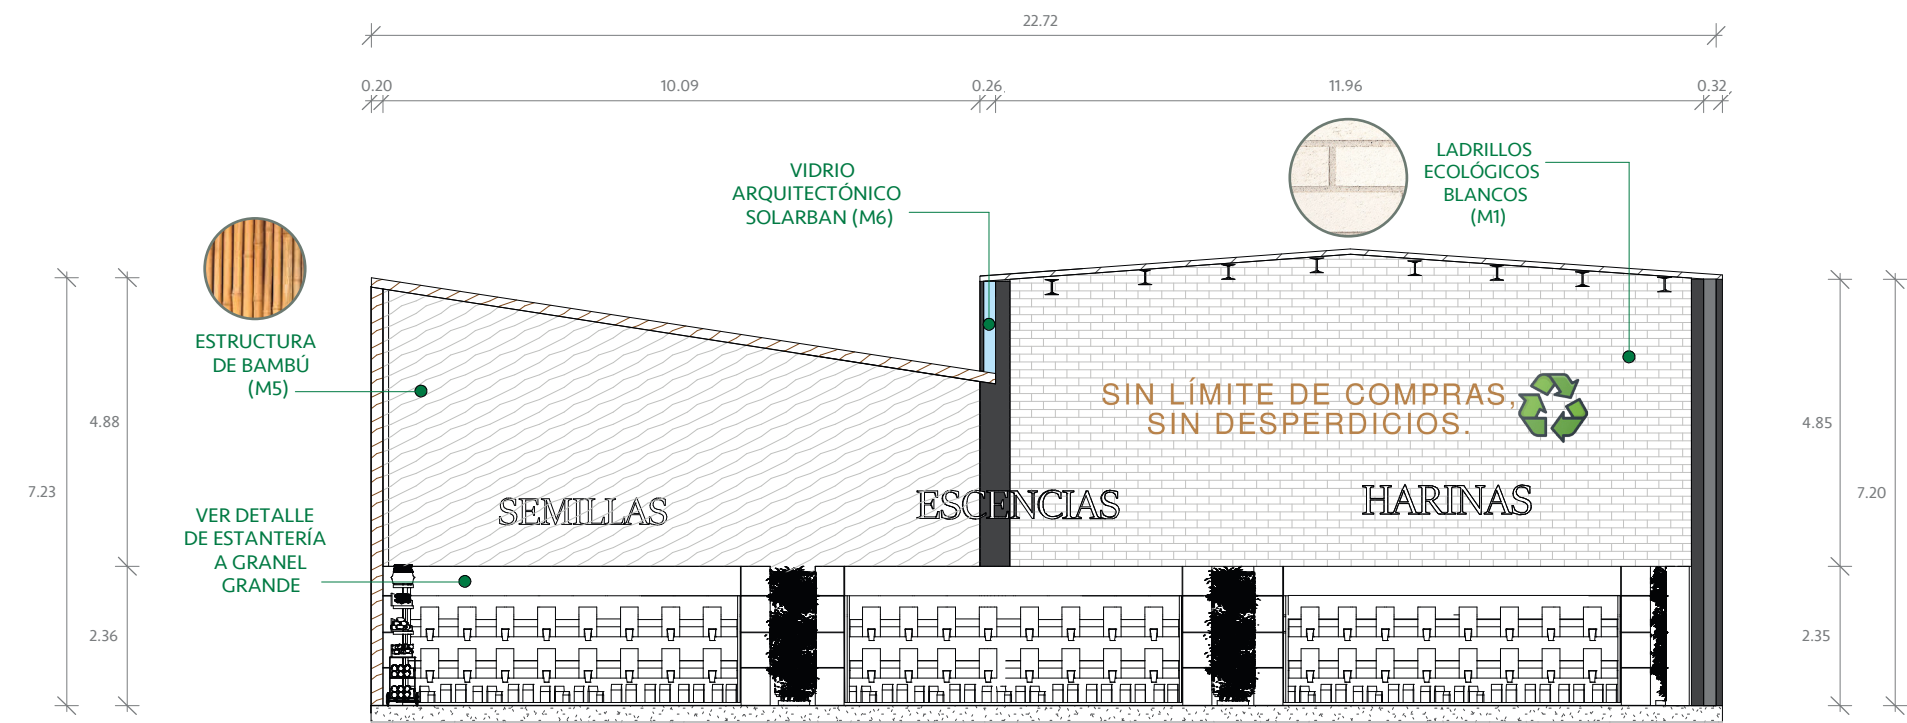 22.72
0.20
10.09
0.26
11.96
0.32
VIDRIO
ARQUITECTÓNICO
SOLARBAN (M6)
LADRILLOS
ECOLÓGICOS
BLANCOS
(M1)
ESTRUCTURA
DE BAMBÚ
(M5)
4.88
7.23
2.36
4.85
7.20
2.35
SIN LÍMITE DE COMPRAS,
SIN DESPERDICIOS.
SEMILLAS
ESCENCIAS
HARINAS
VER DETALLE
DE ESTANTERÍA
A GRANEL
GRANDE